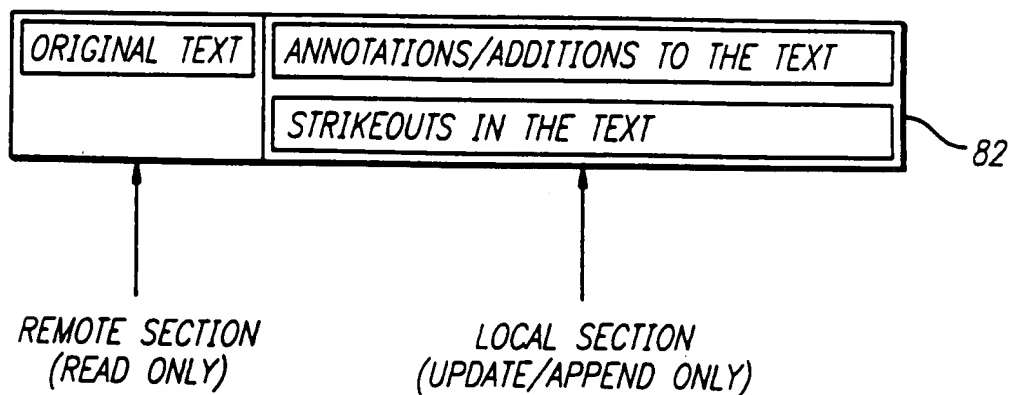 ORIGINAL TEXT
ANNOTATIONS/ADDITIONS TO THE TEXT
STRIKEOUTS IN THE TEXT
82
REMOTE SECTION
(READ ONLY)
LOCAL SECTION
(UPDATE/APPEND ONLY)